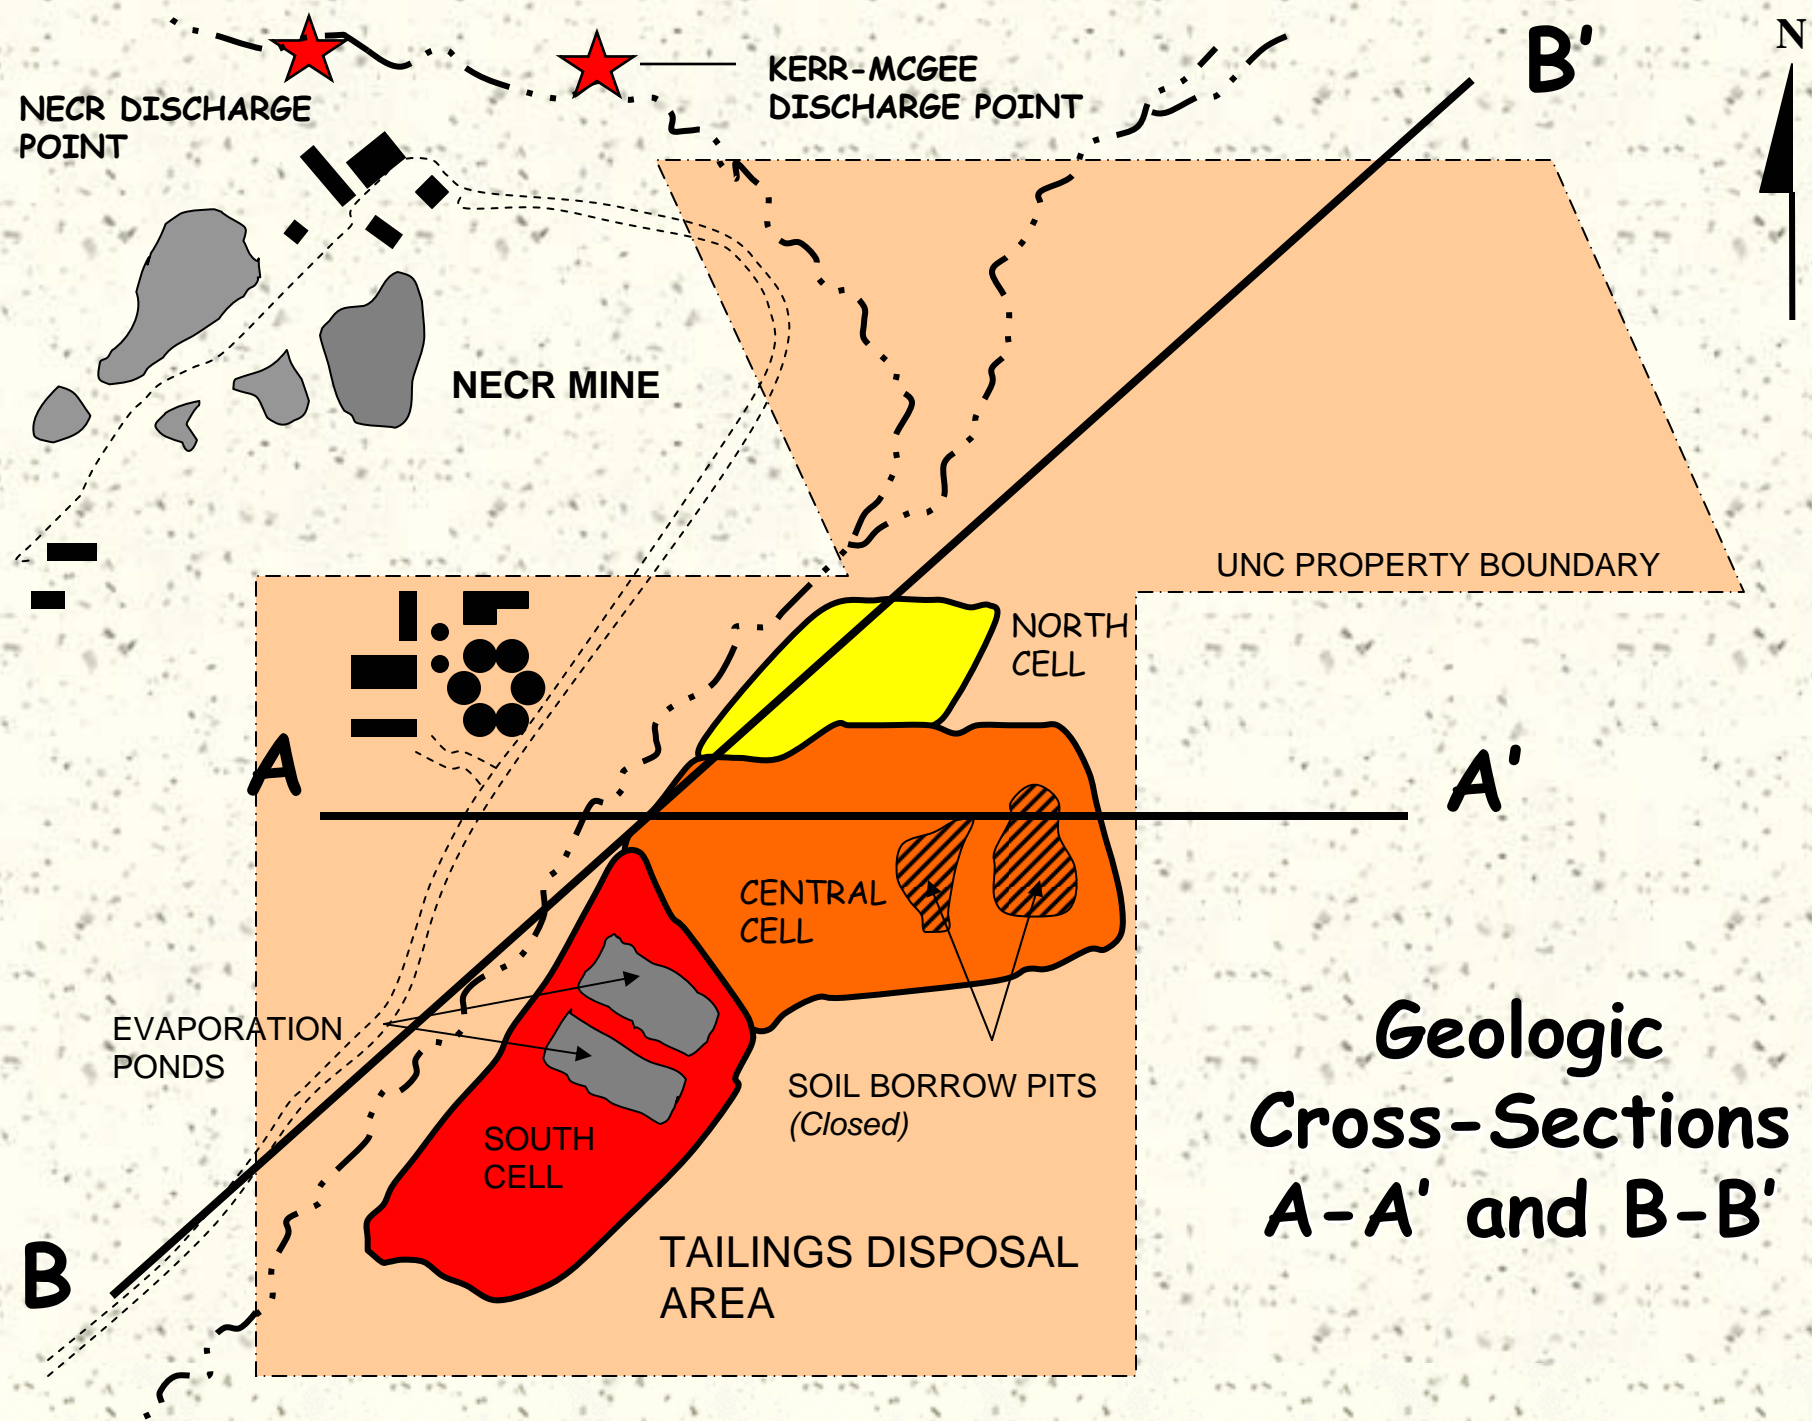 N
B'
KERR-MCGEE
DISCHARGE POINT
NECR DISCHARGE
POINT
NECR MINE
UNC PROPERTY BOUNDARY
NORTH
CELL
A
A'
CENTRAL
CELL
EVAPORATION
PONDS
SOIL BORROW PITS
(Closed)
SOUTH
CELL
Geologic
Cross-Sections
A-A' and B-B'
TAILINGS DISPOSAL
AREA
B